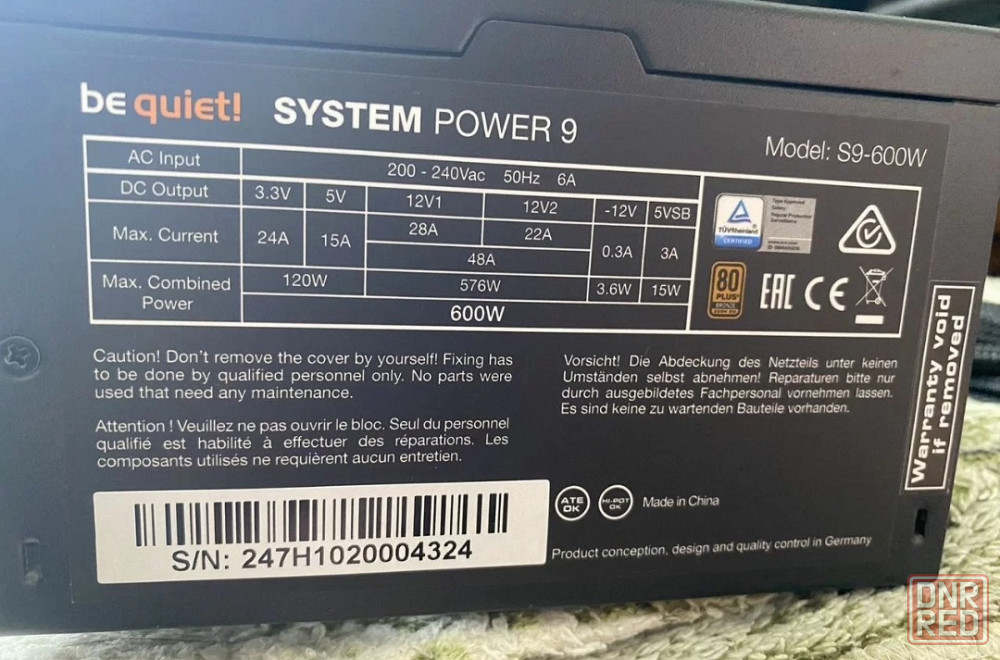 be quiet! SYSTEM POWER 9
Model: S9-600W
AC Input 200 - 240Vac 50Hz 6A
DC Output 3.3V 5V 12V1 12V2 -12V 5VSB
Max. Current 24A 15A 28A 22A 0.3A 3A
48A
Max. Combined Power 120W 576W 3.6W 15W
600W
TÜVRheinland
CERTIFIED
Type Approved
Safety
Regular Production
Surveillance
80
PLUS
BRONZE
EAC CE
Caution! Don't remove the cover by yourself! Fixing has
to be done by qualified personnel only. No parts were
used that need any maintenance.
Attention ! Veuillez ne pas ouvrir le bloc. Seul du personnel
qualifié est habilité à effectuer des réparations. Les
composants utilisés ne requièrent aucun entretien.
Vorsicht! Die Abdeckung des Netzteils unter keinen
Umständen selbst abnehmen! Reparaturen bitte nur
durch ausgebildetes Fachpersonal vornehmen lassen.
Es sind keine zu wartenden Bauteile vorhanden.
Warranty void
if removed
S/N: 247H1020004324
ATE
OK
HI-POT
OK
Made in China
Product conception, design and quality control in Germany
DNR
RED